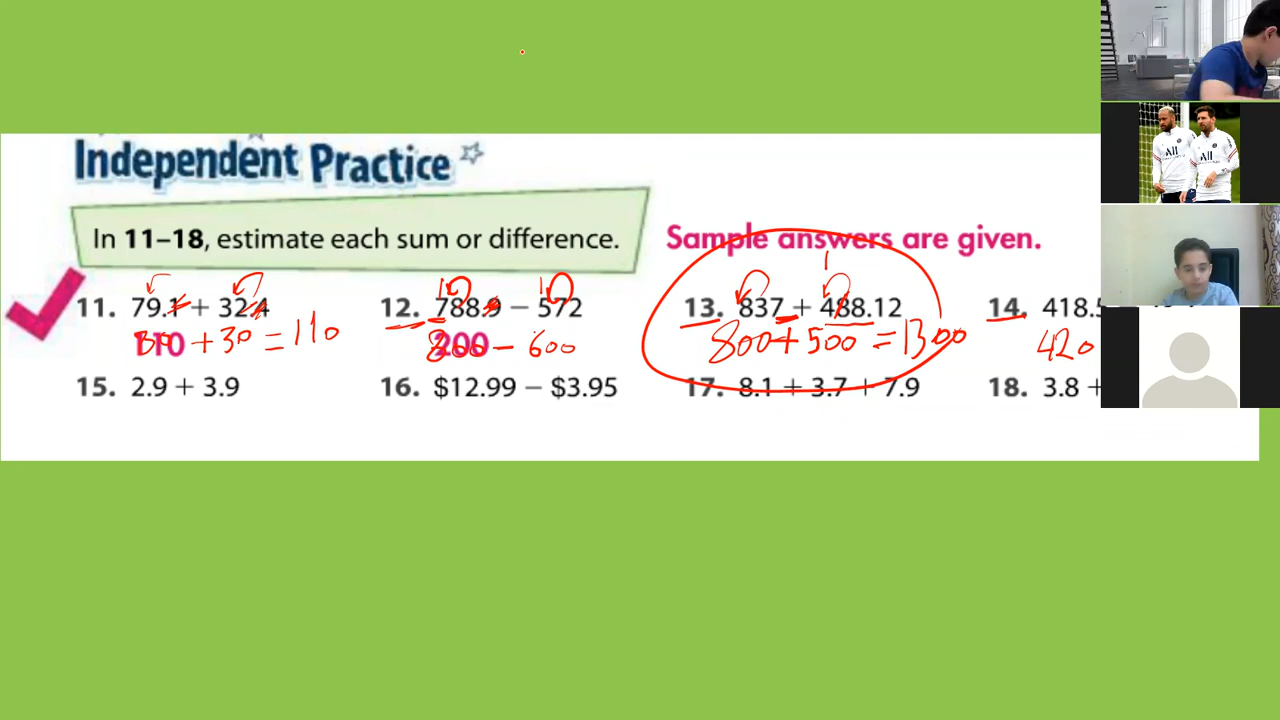 Independent Practice
In 11–18, estimate each sum or difference.
Sample answers are given.
11. 79.1 + 32.4
12. 788.9 − 572
13. 837 + 488.12
14. 418.5
110
80 + 30 = 110
200
800 − 600
800 + 500 = 1300
420
15. 2.9 + 3.9
16. $12.99 − $3.95
17. 8.1 + 3.7 + 7.9
18. 3.8 +